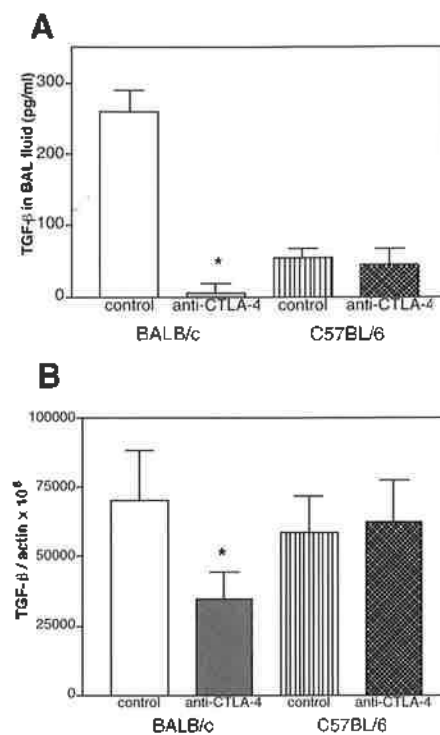 A
TGF-β in BAL fluid (pg/ml)
300
200
100
0
*
control anti-CTLA-4 control anti-CTLA-4
BALB/c C57BL/6
B
TGF-β / actin x 10⁶
100000
75000
50000
25000
0
*
control anti-CTLA-4 control anti-CTLA-4
BALB/c C57BL/6